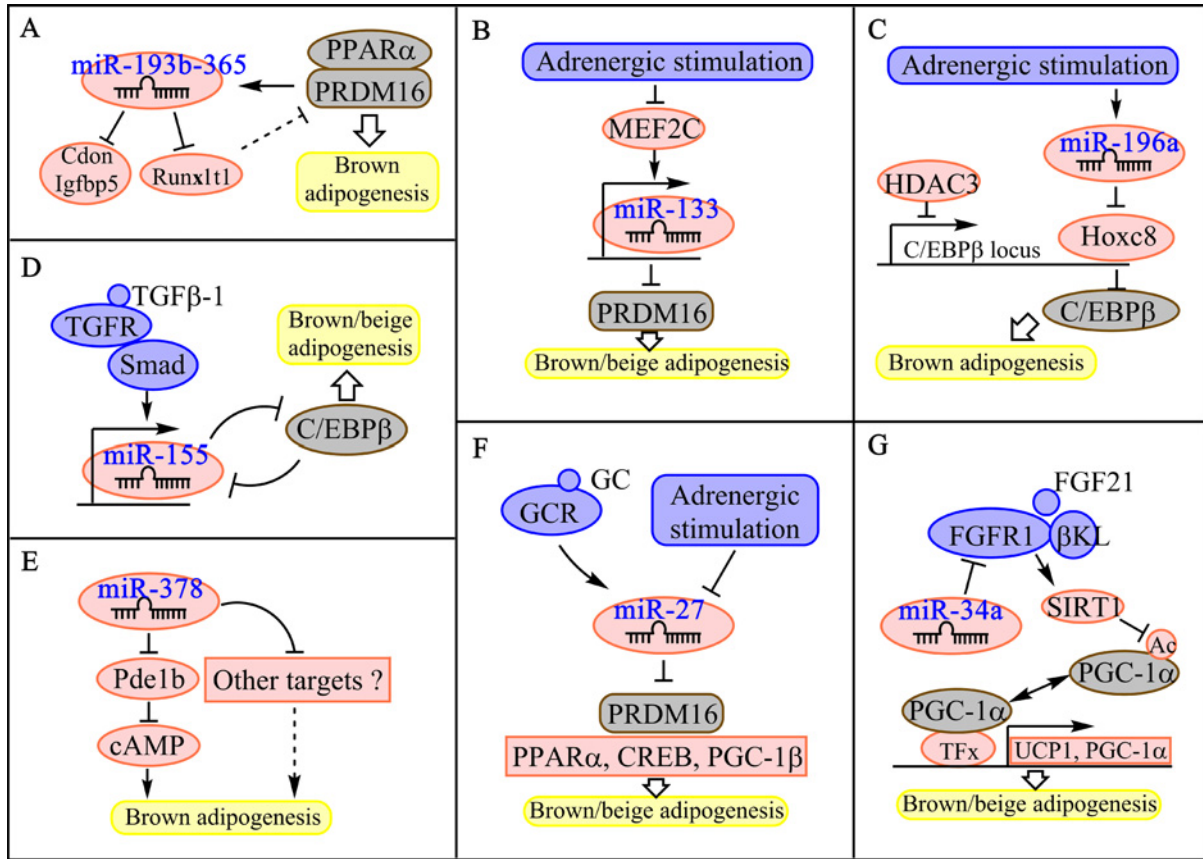 A
miR-193b-365
PPARα
PRDM16
Cdon
Igfbp5
Runx1t1
Brown
adipogenesis
B
Adrenergic stimulation
MEF2C
miR-133
PRDM16
Brown/beige adipogenesis
C
Adrenergic stimulation
miR-196a
HDAC3
Hoxc8
C/EBPβ locus
C/EBPβ
Brown adipogenesis
D
TGFβ-1
TGFR
Smad
Brown/beige
adipogenesis
miR-155
C/EBPβ
E
miR-378
Pde1b
Other targets ?
cAMP
Brown adipogenesis
F
GC
GCR
Adrenergic
stimulation
miR-27
PRDM16
PPARα, CREB, PGC-1β
Brown/beige adipogenesis
G
FGF21
FGFR1
βKL
miR-34a
SIRT1
Ac
PGC-1α
PGC-1α
TFx
UCP1, PGC-1α
Brown/beige adipogenesis